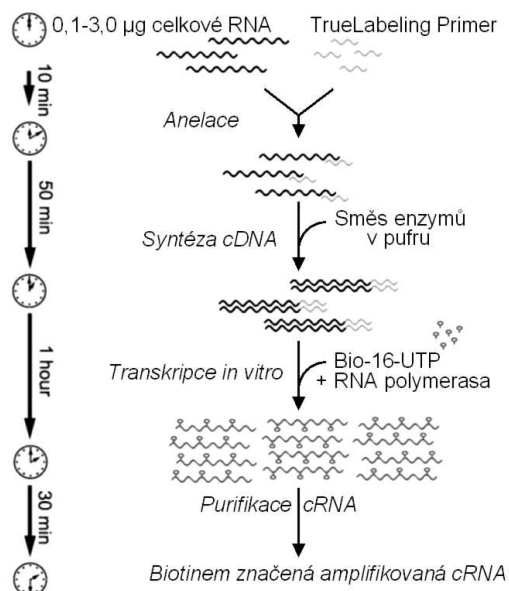 0,1-3,0 µg celkové RNA
TrueLabeling Primer
10 min
Anelace
50 min
Směs enzymů
v pufru
Syntéza cDNA
1 hour
Bio-16-UTP
+ RNA polymerasa
Transkripce in vitro
30 min
Purifikace cRNA
Biotinem značená amplifikovaná cRNA